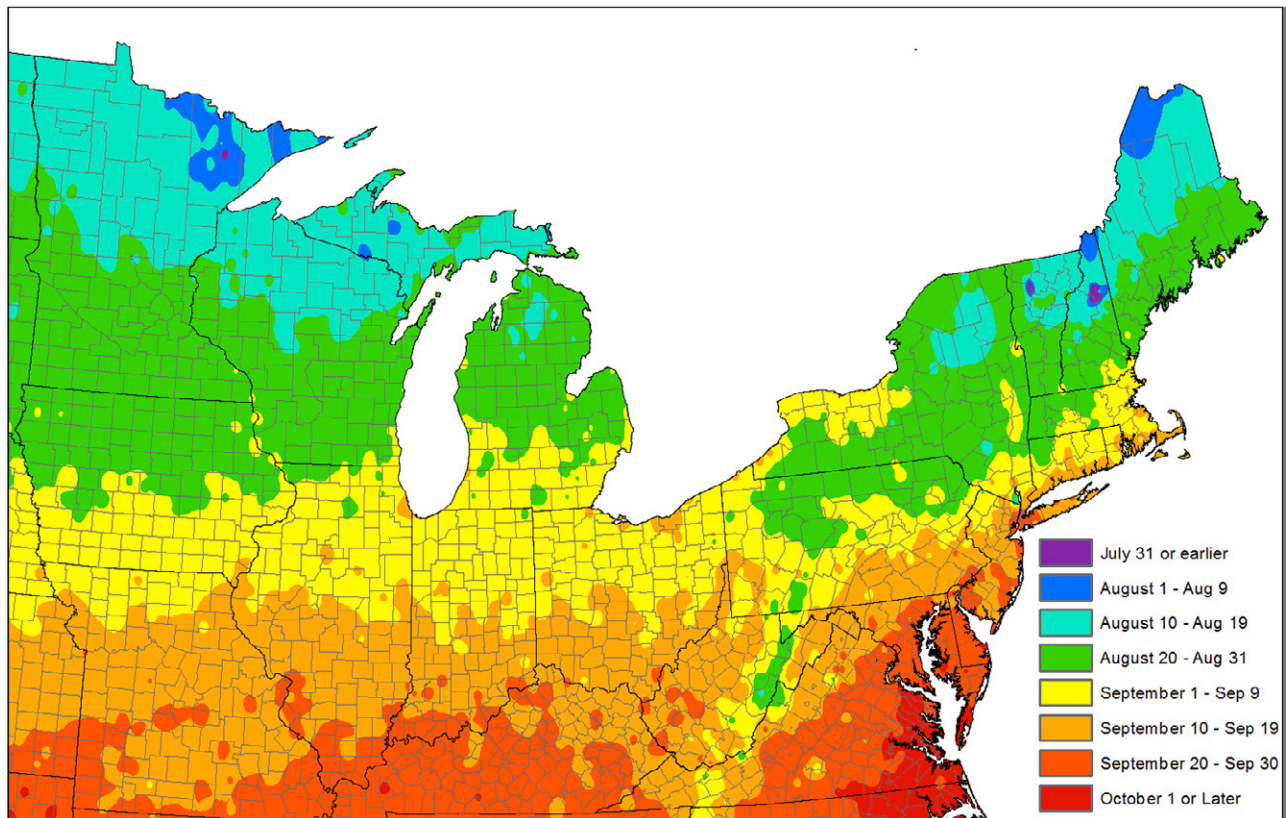 July 31 or earlier
August 1 - Aug 9
August 10 - Aug 19
August 20 - Aug 31
September 1 - Sep 9
September 10 - Sep 19
September 20 - Sep 30
October 1 or Later